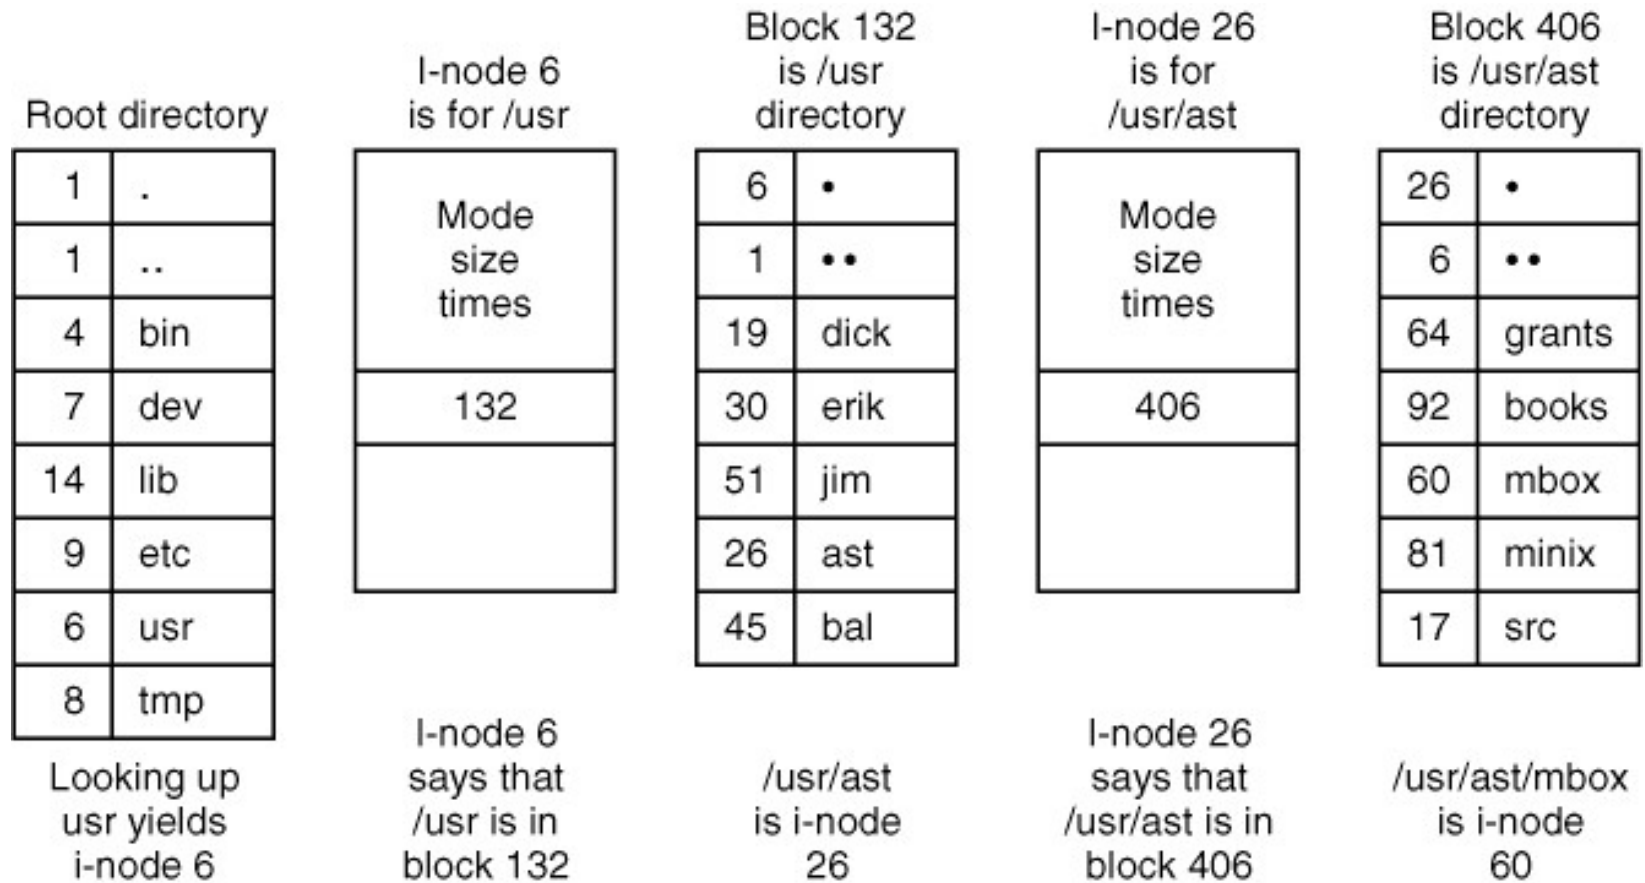 Root directory
1 .
1 ..
4 bin
7 dev
14 lib
9 etc
6 usr
8 tmp
Looking up
usr yields
i-node 6
I-node 6
is for /usr
Mode
size
times
132
I-node 6
says that
/usr is in
block 132
Block 132
is /usr
directory
6 •
1 ••
19 dick
30 erik
51 jim
26 ast
45 bal
/usr/ast
is i-node
26
I-node 26
is for
/usr/ast
Mode
size
times
406
I-node 26
says that
/usr/ast is in
block 406
Block 406
is /usr/ast
directory
26 •
6 ••
64 grants
92 books
60 mbox
81 minix
17 src
/usr/ast/mbox
is i-node
60